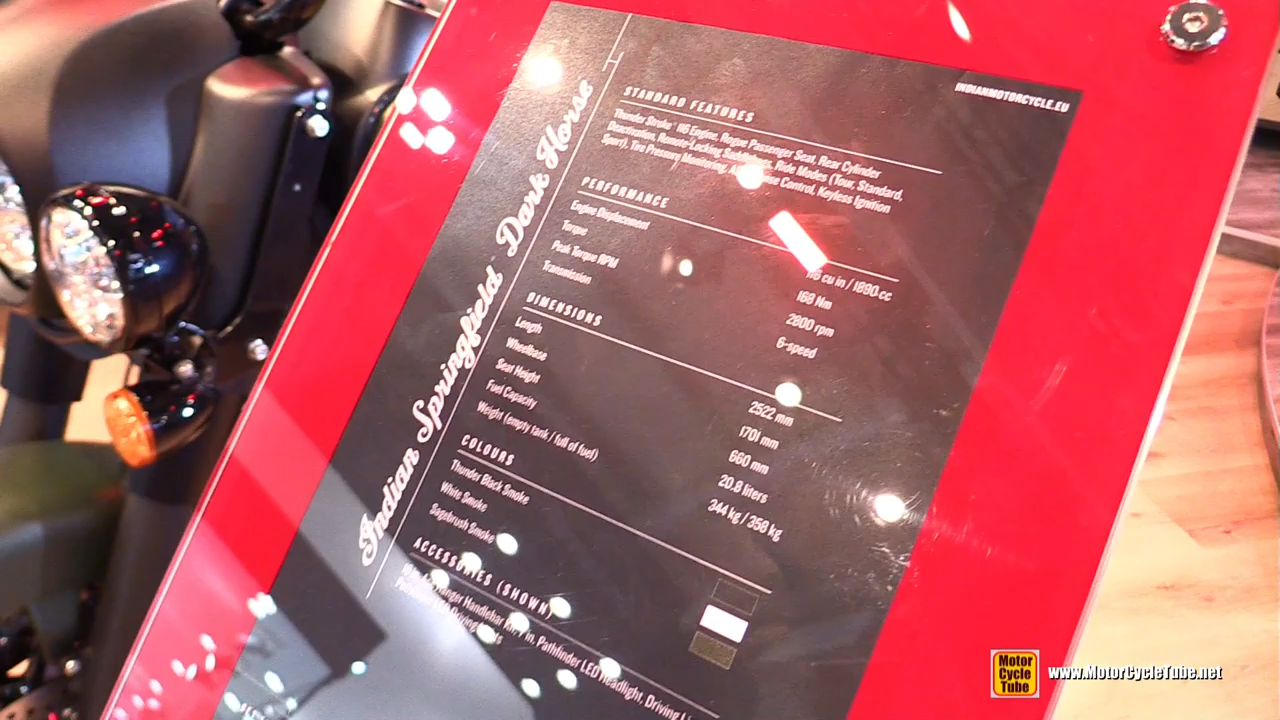 INDIANMOTORCYCLE.EU
Indian Springfield Dark Horse
STANDARD FEATURES
Thunder Stroke 116 Engine, Rogue Passenger Seat, Rear Cylinder
Deactivation, Remote-Locking Ride Modes (Tour, Standard,
Sport), Tire Pressure Monitoring, Control, Keyless Ignition
PERFORMANCE
Engine Displacement 116 cu in / 1890 cc
Torque 168 Nm
Peak Torque RPM 2800 rpm
Transmission 6-speed
DIMENSIONS
Length 2522 mm
Wheelbase 1701 mm
Seat Height 660 mm
Fuel Capacity 20.8 liters
Weight (empty tank / full of fuel) 344 kg / 358 kg
COLOURS
Thunder Black Smoke
White Smoke
Sagebrush Smoke
ACCESSORIES (SHOWN)
Handlebar 7 in. Pathfinder LED Headlight, Driving
Driving
Motor
Cycle
Tube
www.MotorCycleTube.net